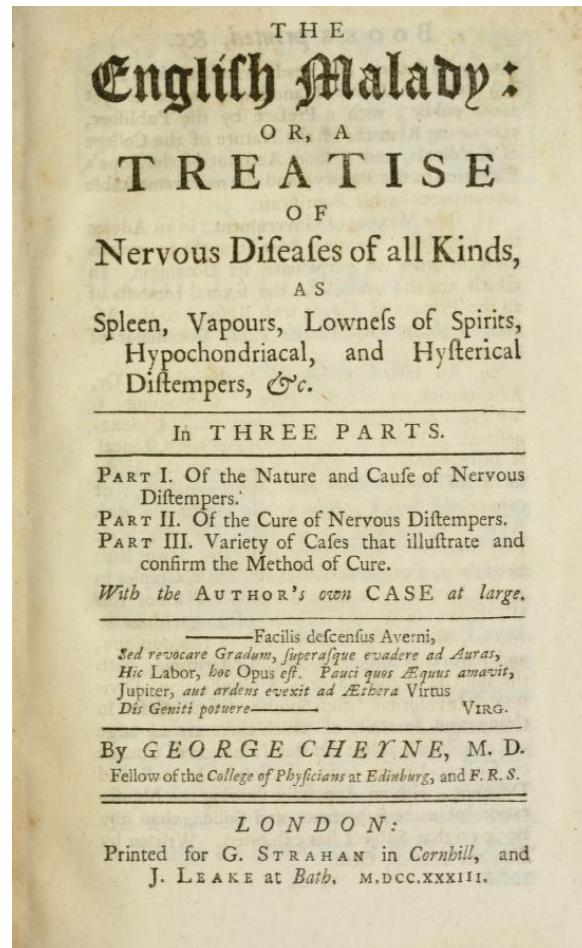 THE
Engliſh Malady:
OR, A
TREATISE
OF
Nervous Diſeaſes of all Kinds,
AS
Spleen, Vapours, Lowneſs of Spirits,
Hypochondriacal, and Hyſterical
Diſtempers, &c.
In THREE PARTS.
PART I. Of the Nature and Cauſe of Nervous
Diſtempers.
PART II. Of the Cure of Nervous Diſtempers.
PART III. Variety of Caſes that illuſtrate and
confirm the Method of Cure.
With the AUTHOR's own CASE at large.
———Facilis deſcenſus Averni,
Sed revocare Gradum, ſuperaſque evadere ad Auras,
Hic Labor, hoc Opus eſt. Pauci ques Æquus amavit,
Jupiter, aut ardens evexit ad Æthera Virtus
Dis Geniti potuere——— VIRG.
By GEORGE CHEYNE, M. D.
Fellow of the College of Phyſicians at Edinburg, and F. R. S.
LONDON:
Printed for G. STRAHAN in Cornhill, and
J. LEAKE at Bath. M.DCC.XXXIII.